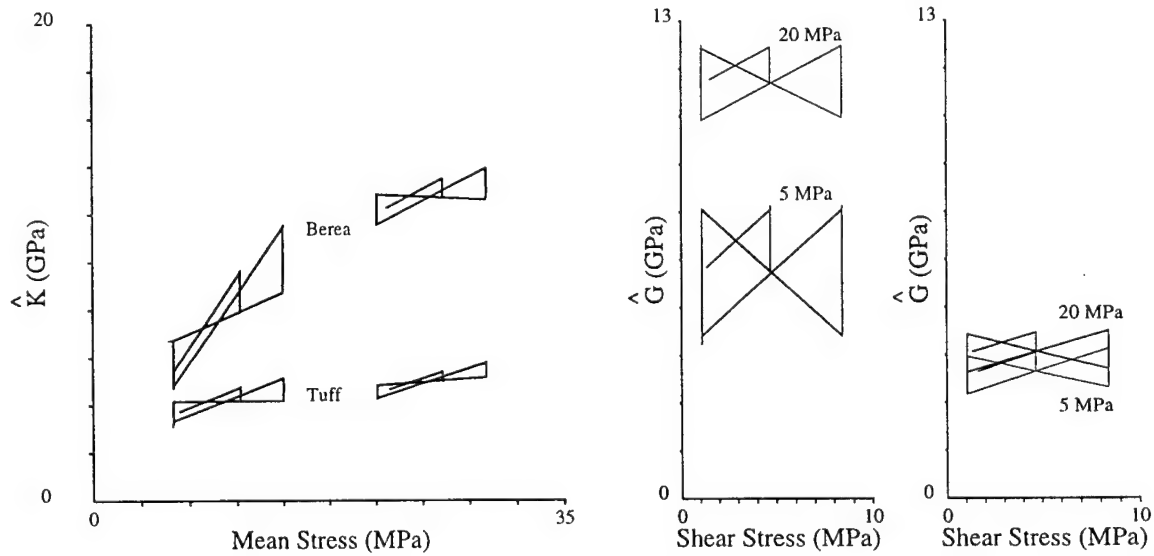 20
K̂ (GPa)
Berea
Tuff
0
0
35
Mean Stress (MPa)
13
20 MPa
5 MPa
Ĝ (GPa)
0
0
10
Shear Stress (MPa)
13
20 MPa
5 MPa
Ĝ (GPa)
0
0
10
Shear Stress (MPa)